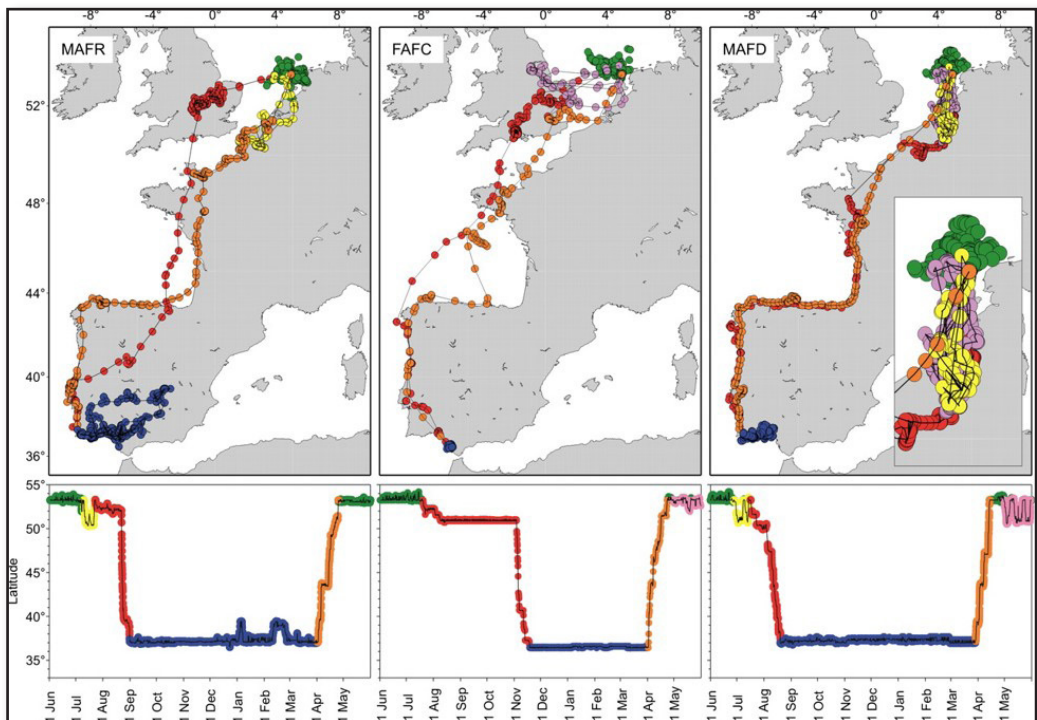 -8° -4° 0° 4° 8° -8° -4° 0° 4° 8° -8° -4° 0° 4° 8°
MAFR FAFC MAFD
52°
48°
44°
40°
36°
55°
50°
45°
40°
35°
Latitude
1 Jun 1 Jul 1 Aug 1 Sep 1 Oct 1 Nov 1 Dec 1 Jan 1 Feb 1 Mar 1 Apr 1 May
1 Jun 1 Jul 1 Aug 1 Sep 1 Oct 1 Nov 1 Dec 1 Jan 1 Feb 1 Mar 1 Apr 1 May
1 Jun 1 Jul 1 Aug 1 Sep 1 Oct 1 Nov 1 Dec 1 Jan 1 Feb 1 Mar 1 Apr 1 May